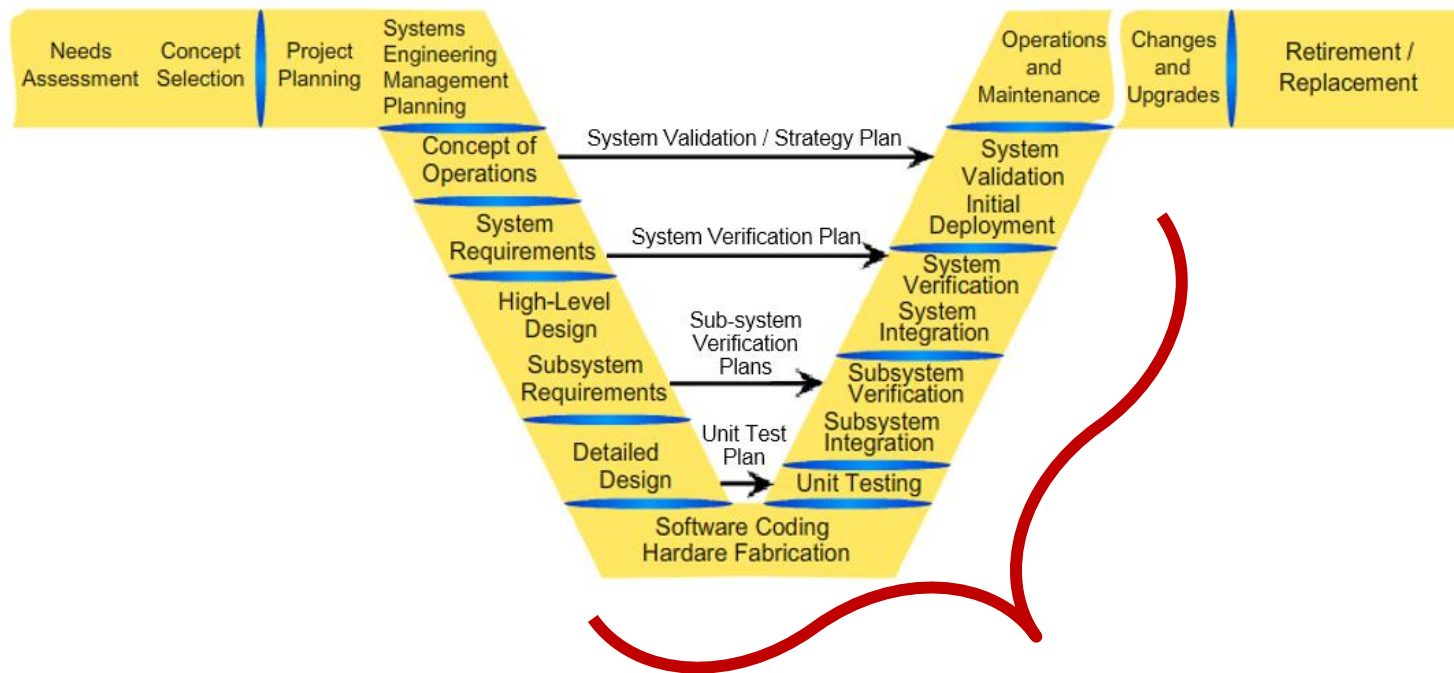 Needs
Assessment
Concept
Selection
Project
Planning
Systems
Engineering
Management
Planning
Concept of
Operations
System
Requirements
High-Level
Design
Subsystem
Requirements
Detailed
Design
Software Coding
Hardare Fabrication
System Validation / Strategy Plan
System Verification Plan
Sub-system
Verification
Plans
Unit Test
Plan
Unit Testing
Subsystem
Verification
Subsystem
Integration
System
Verification
System
Integration
System
Validation
Initial
Deployment
Operations
and
Maintenance
Changes
and
Upgrades
Retirement /
Replacement